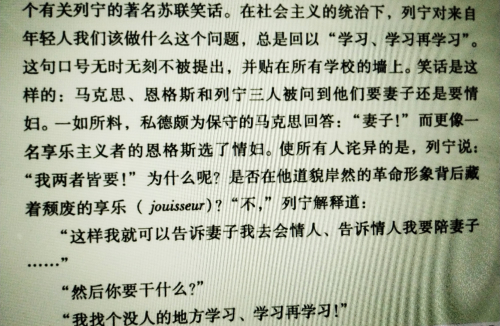 个有关列宁的著名苏联笑话。在社会主义的统治下，列宁对来自
年轻人我们该做什么这个问题，总是回以“学习、学习再学习”。
这句口号无时无刻不被提出，并贴在所有学校的墙上。笑话是这
样的：马克思、恩格斯和列宁三人被问到他们要妻子还是要情
妇。一如所料，私德颇为保守的马克思回答：“妻子！”而更像一
名享乐主义者的恩格斯选了情妇。使所有人诧异的是，列宁说：
“我两者皆要！”为什么呢？是否在他道貌岸然的革命形象背后藏
着颓废的享乐（jouisseur）？“不，”列宁解释道：
“这样我就可以告诉妻子我去会情人、告诉情人我要陪妻子
……”
“然后你要干什么？”
“我找个没人的地方学习、学习再学习！”